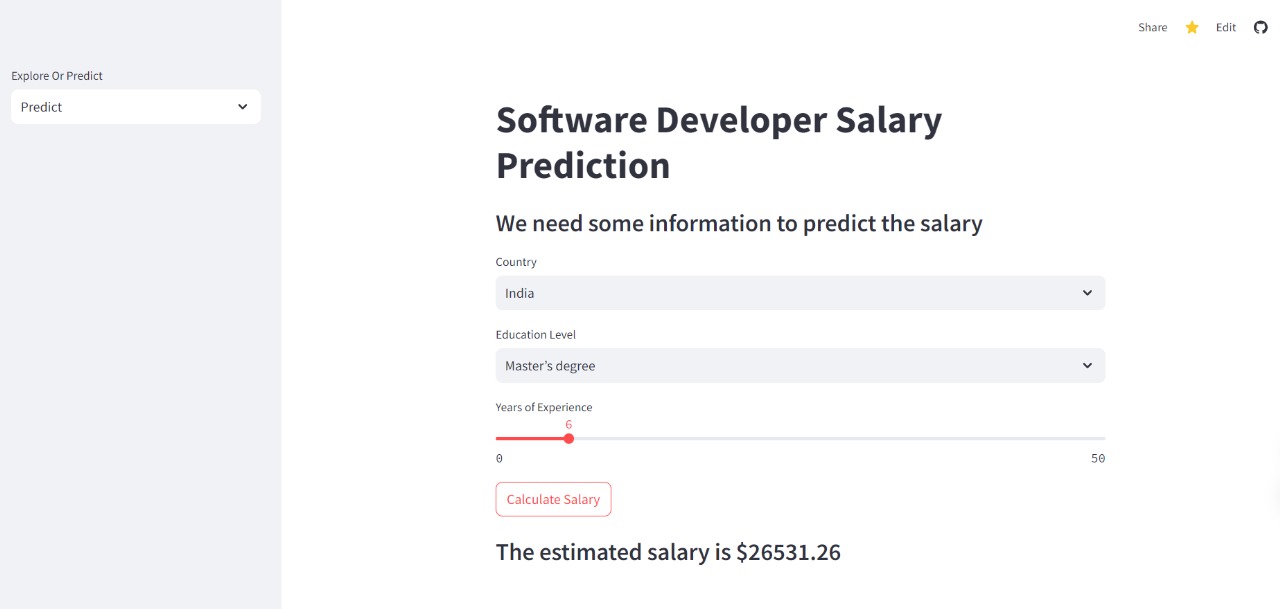 Share
Edit
Explore Or Predict
Predict
Software Developer Salary
Prediction
We need some information to predict the salary
Country
India
Education Level
Master’s degree
Years of Experience
6
0
50
Calculate Salary
The estimated salary is $26531.26